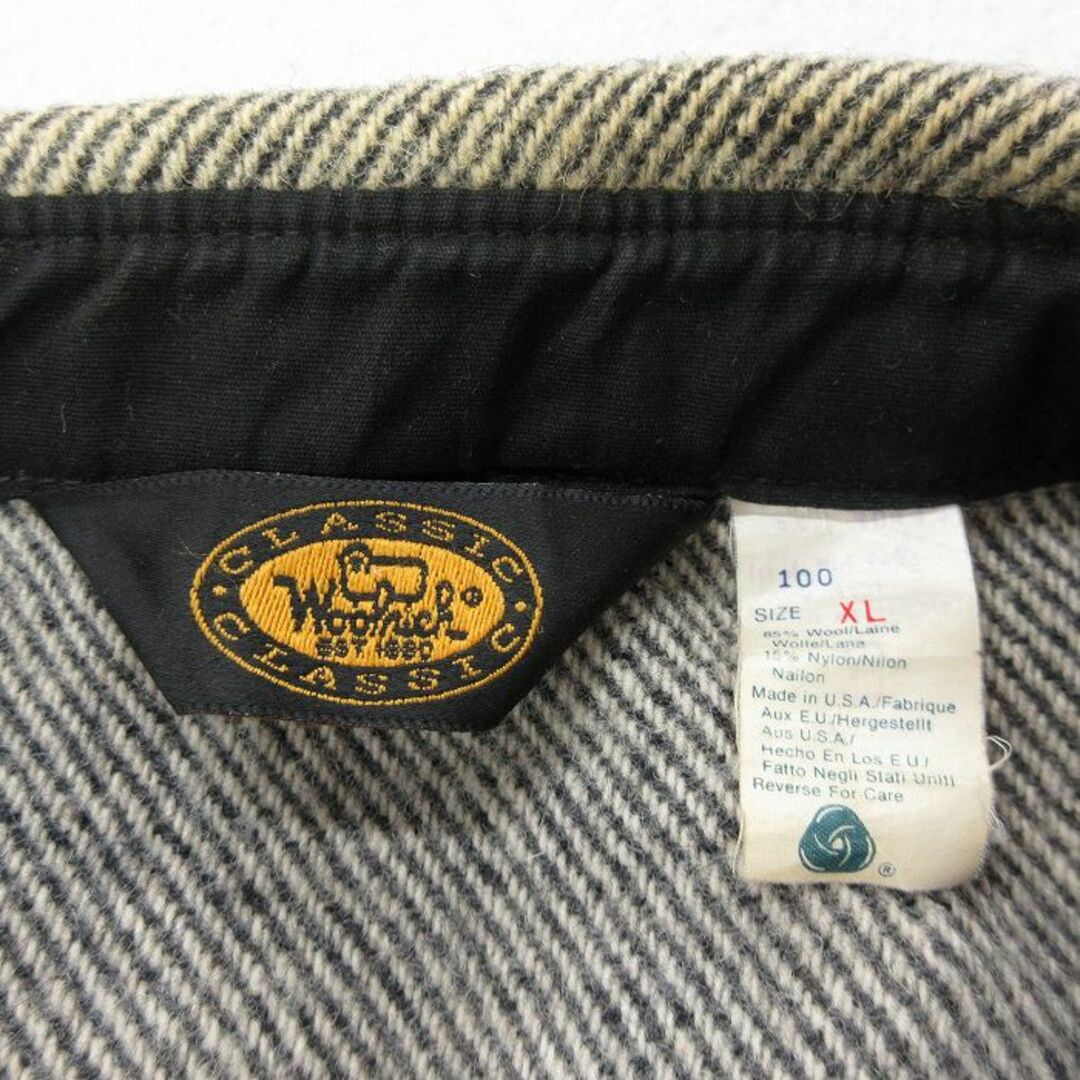 · CLASSIC ·
Woolrich®
EST. 1830
CLASSIC
100
SIZE XL
85% Wool/Laine
Wolle/Lana
15% Nylon/Nilon
Nailon
Made in U.S.A./Fabrique
Aux E.U./Hergestellt
Aus U.S.A./
Hecho En Los E.U./
Fatto Negli Stati Uniti
Reverse For Care
®